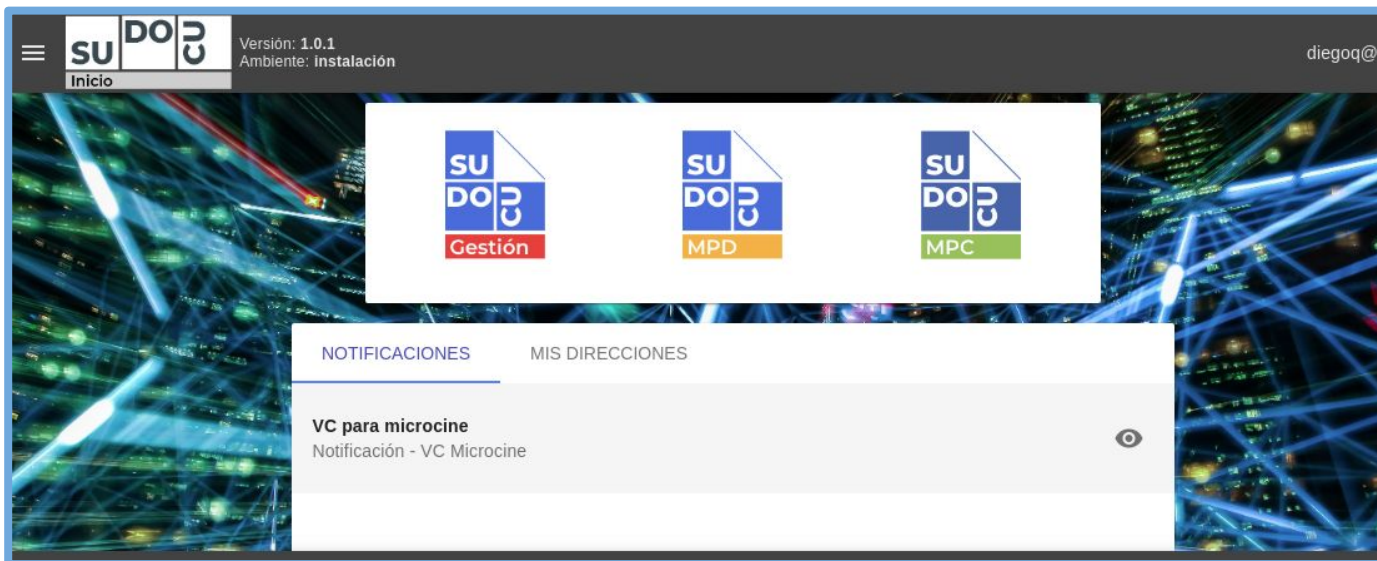 SU DO CU
Inicio
Versión: 1.0.1
Ambiente: instalación
diegoq@
SU
DO CU
Gestión
SU
DO CU
MPD
SU
DO CU
MPC
NOTIFICACIONES MIS DIRECCIONES
VC para microcine
Notificación - VC Microcine